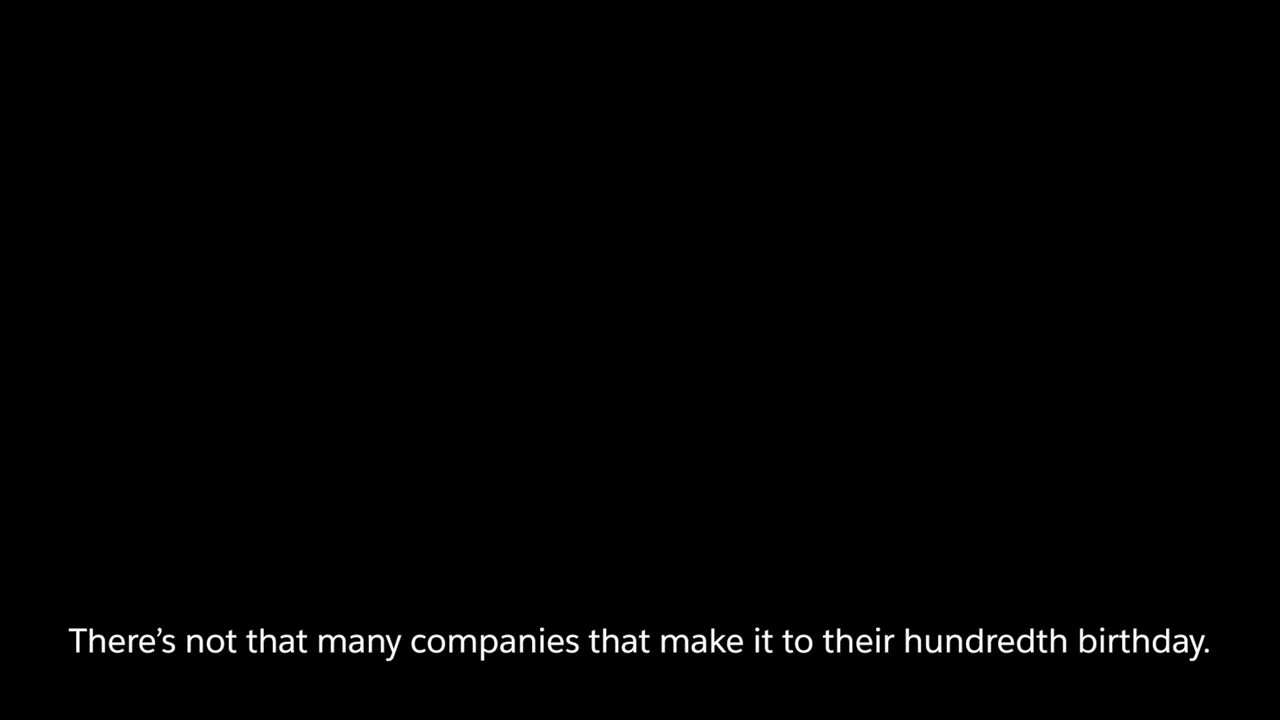 There’s not that many companies that make it to their hundredth birthday.